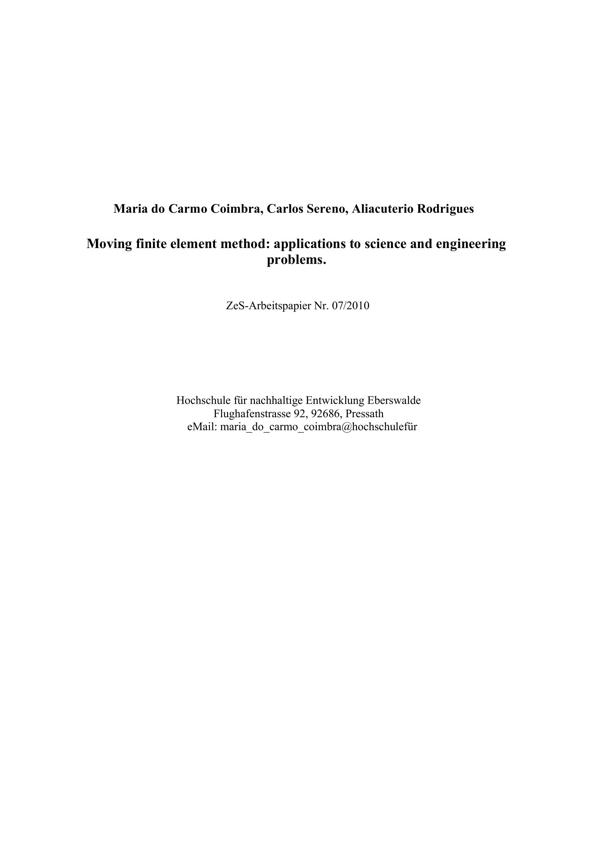 Maria do Carmo Coimbra, Carlos Sereno, Aliacuterio Rodrigues
Moving finite element method: applications to science and engineering
problems.
ZeS-Arbeitspapier Nr. 07/2010
Hochschule für nachhaltige Entwicklung Eberswalde
Flughafenstrasse 92, 92686, Pressath
eMail: maria_do_carmo_coimbra@hochschulefür